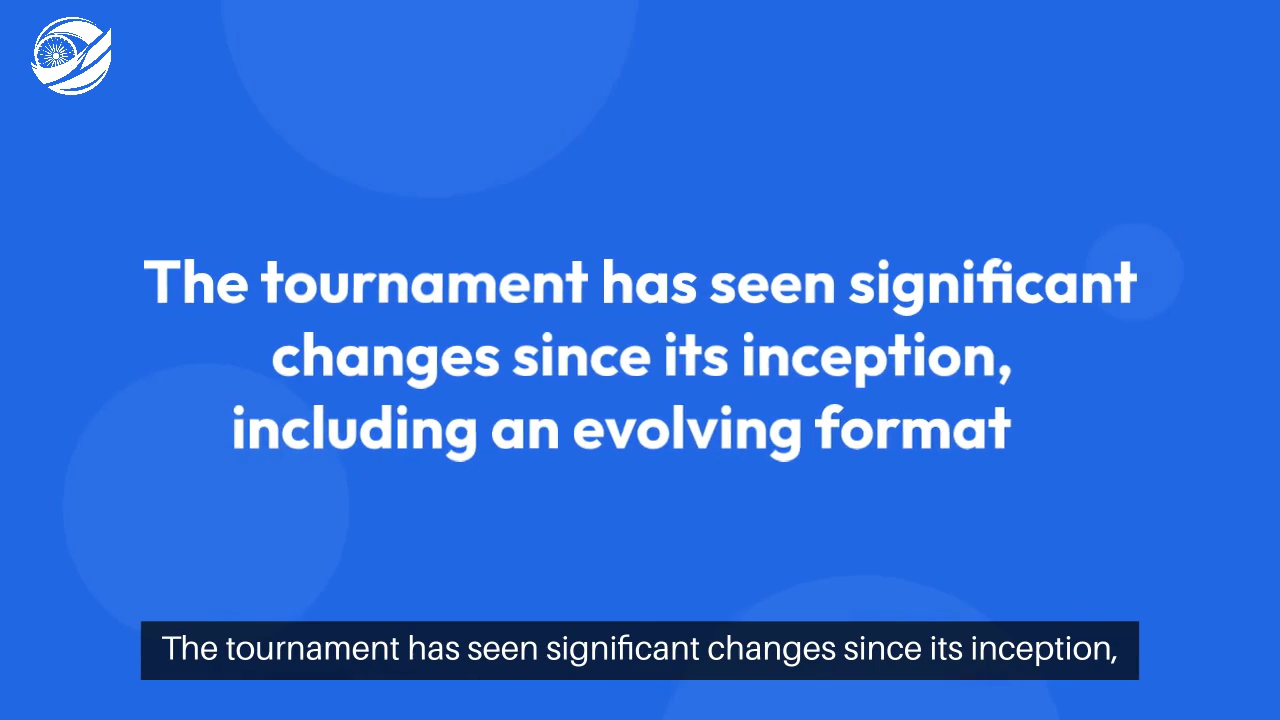 The tournament has seen significant
changes since its inception,
including an evolving format
The tournament has seen significant changes since its inception,